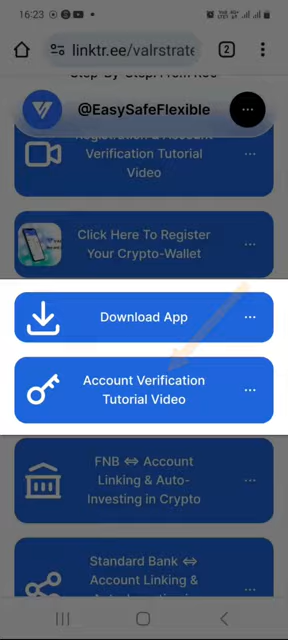 16:23
linktr.ee/valrstrate
2
Step-By-Step: From R00
@EasySafeFlexible
Registration & Account
Verification Tutorial
Video
Click Here To Register
Your Crypto-Wallet
Download App
Account Verification
Tutorial Video
FNB ⇔ Account
Linking & Auto-
Investing in Crypto
Standard Bank ⇔
Account Linking &